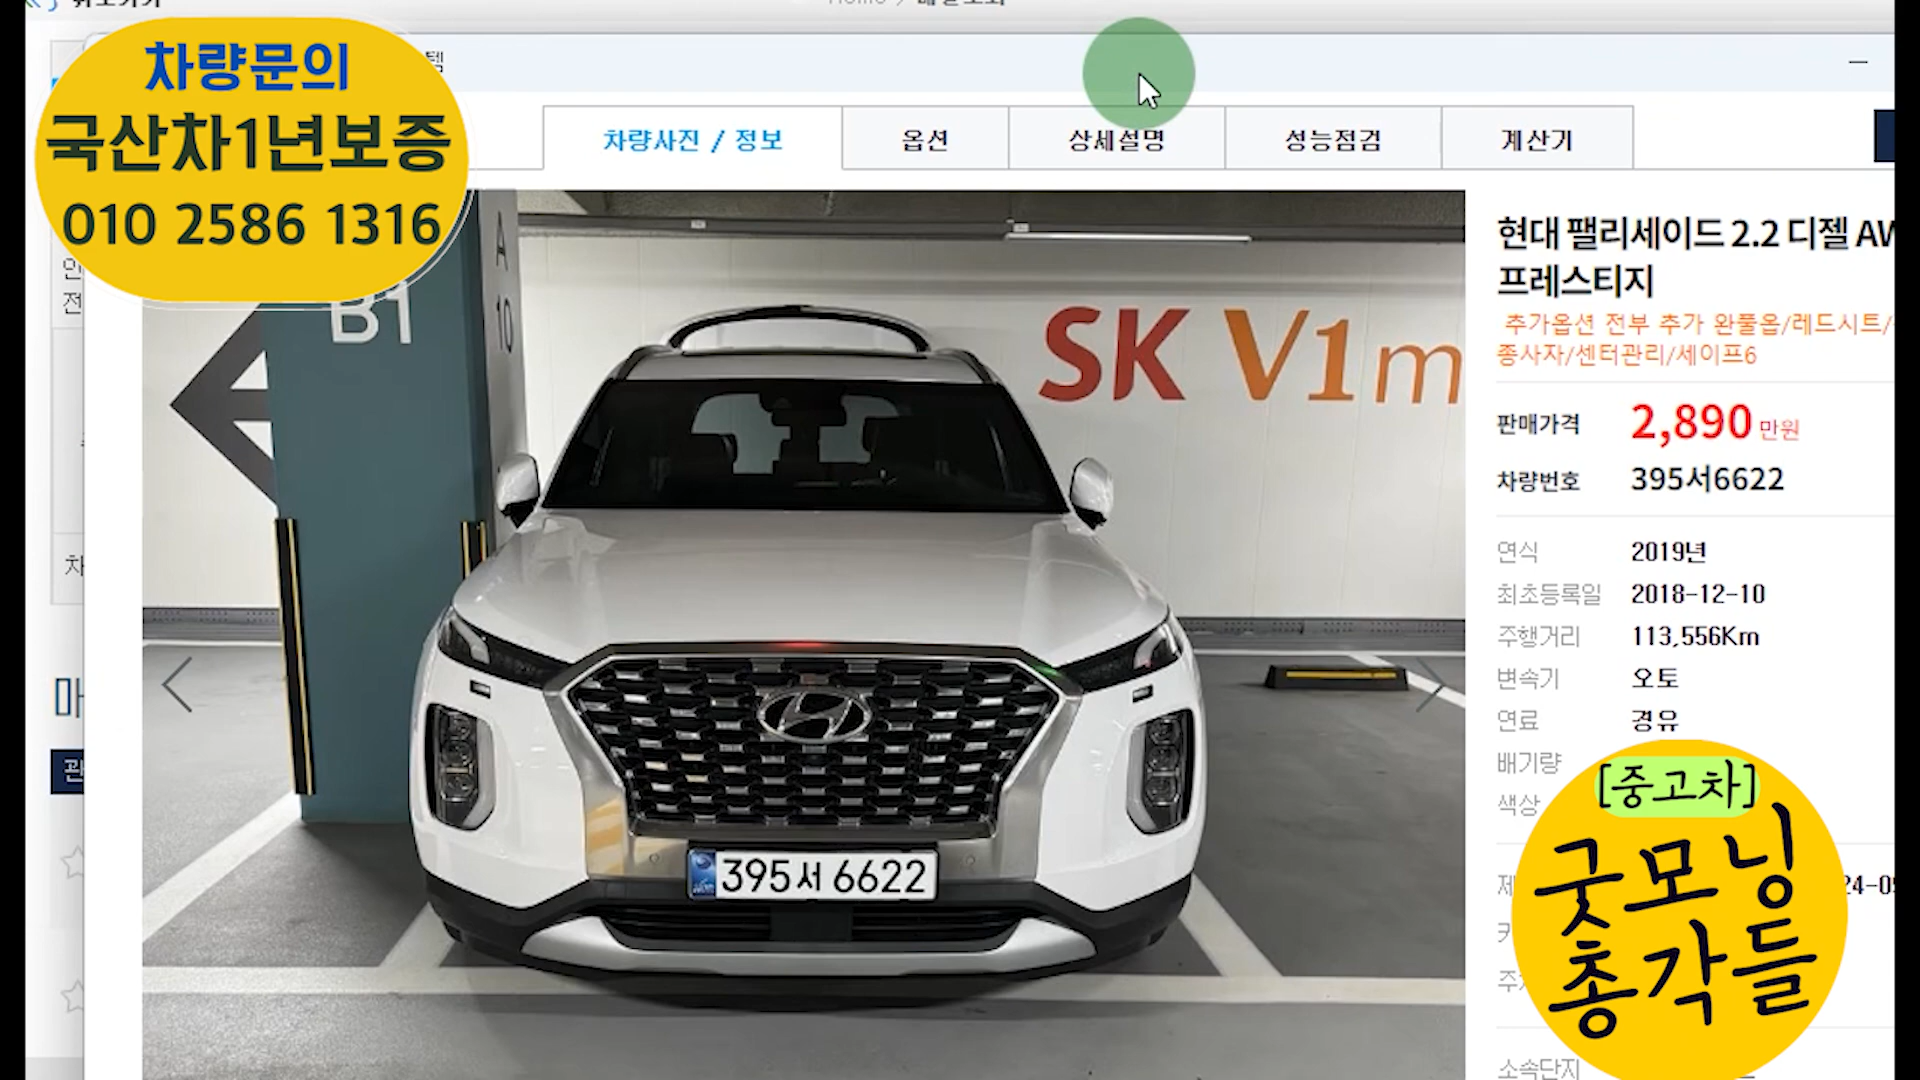 차량문의
국산차1년보증
010 2586 1316
차량사진 / 정보
옵션
상세설명
성능점검
계산기
A
10
B1
SK V1 m
395서 6622
현대 팰리세이드 2.2 디젤
프레스티지
추가옵션 전부 추가 완풀옵/레드시트/
종사자/센터관리/세이프6
판매가격 2,890 만원
차량번호 395서6622
연식 2019년
최초등록일 2018-12-10
주행거리 113,556Km
변속기 오토
연료 경유
배기량
색상
[중고차]
굿모닝
총각들
소속단지